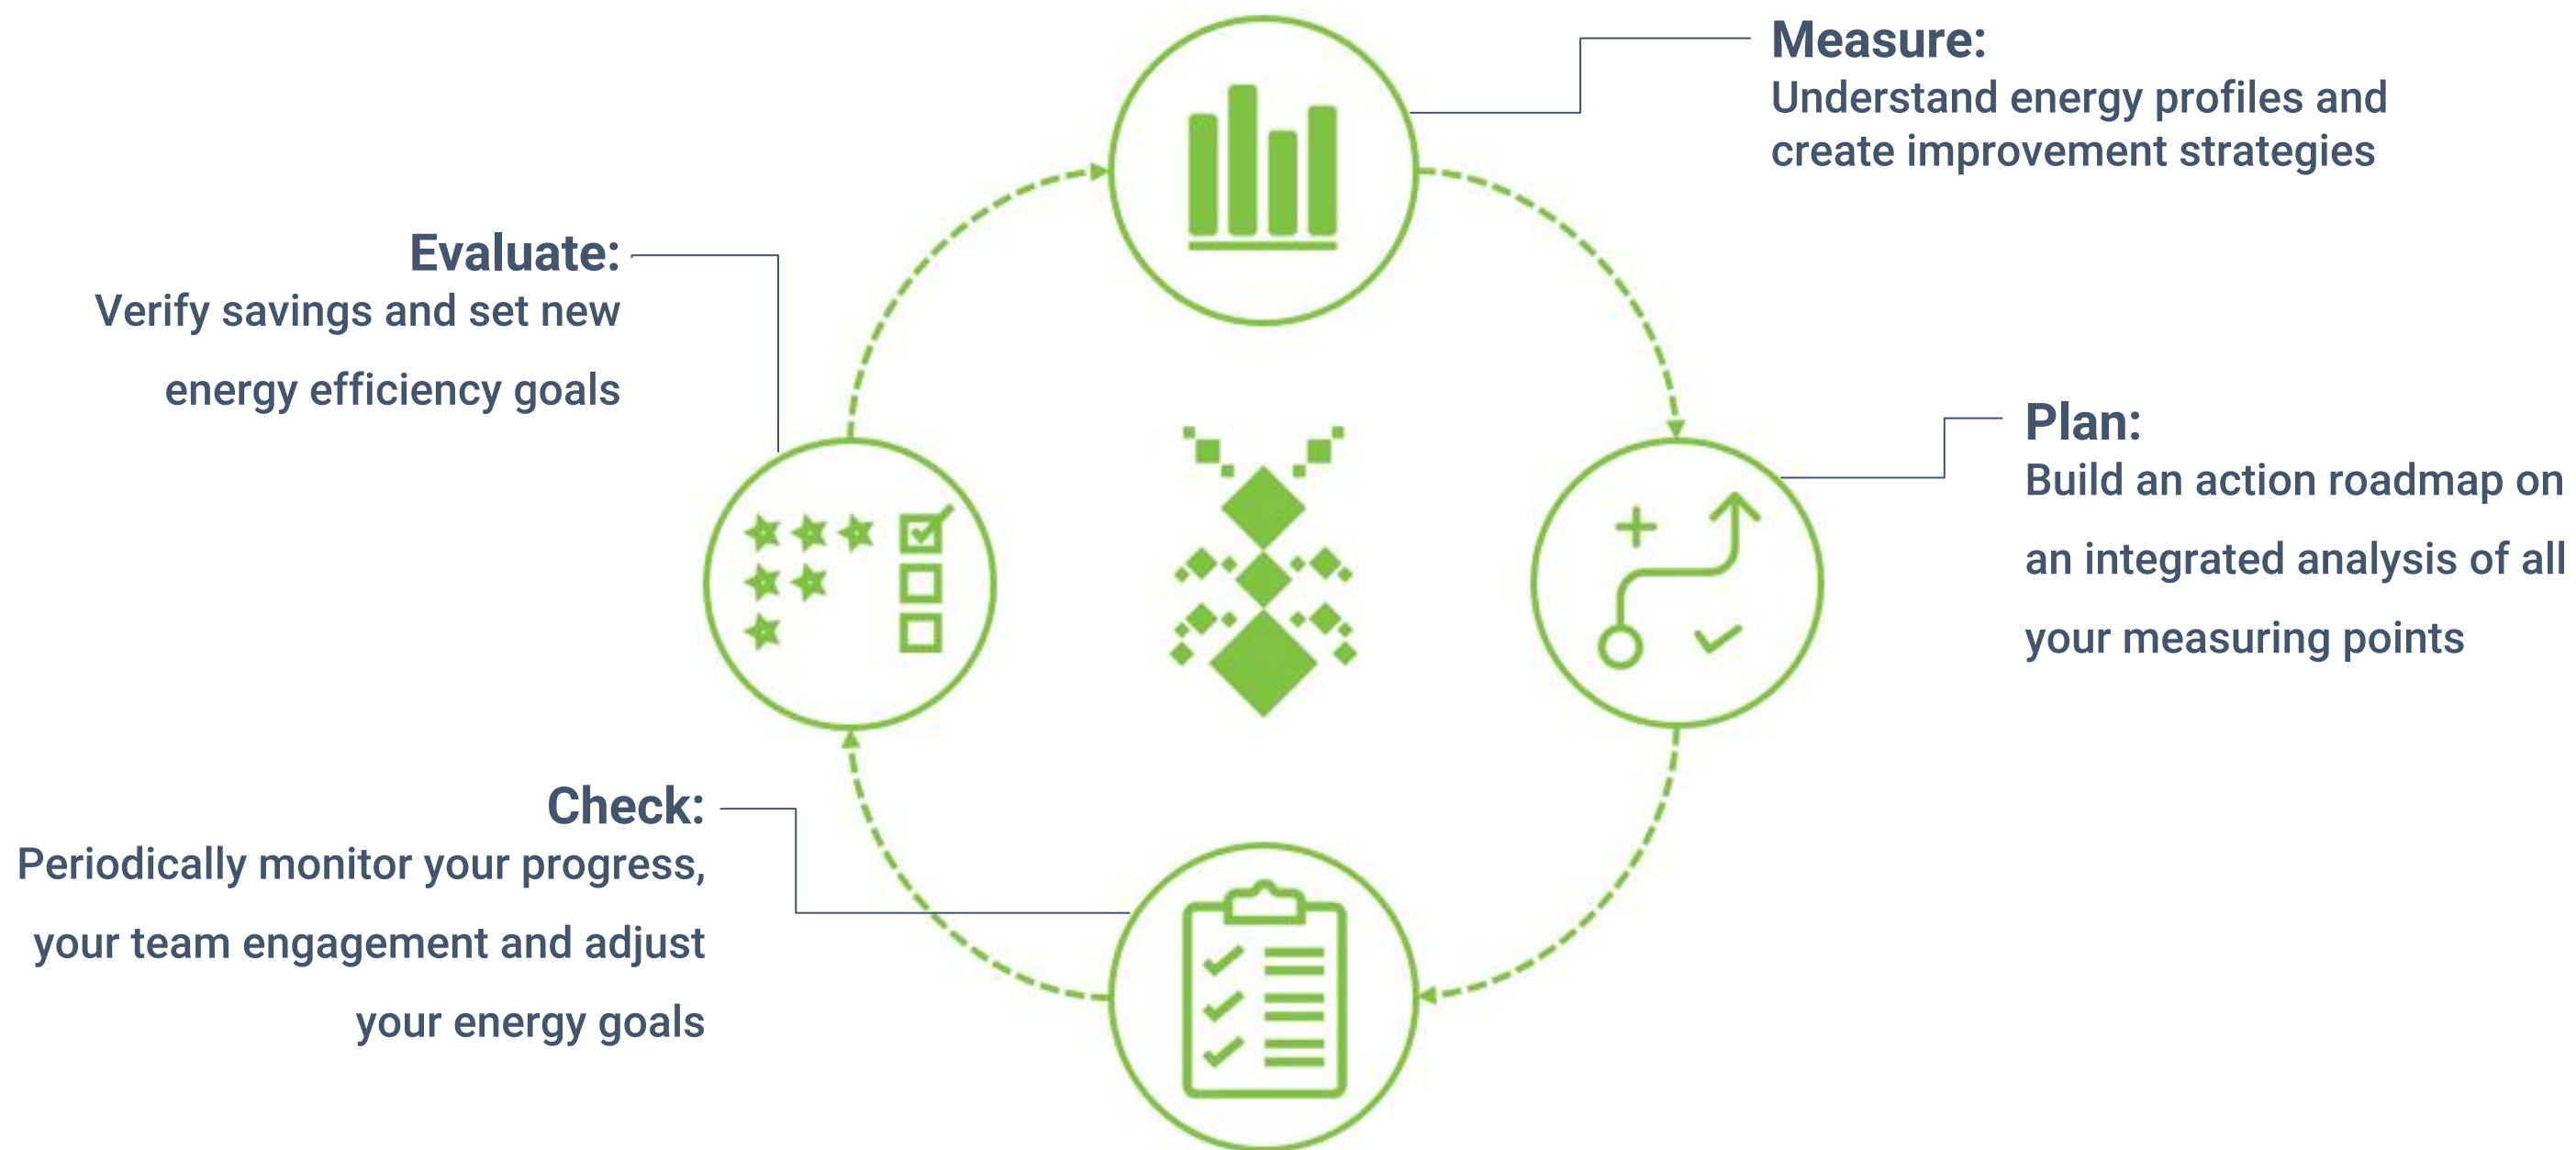 Measure:
Understand energy profiles and
create improvement strategies
Evaluate:
Verify savings and set new
energy efficiency goals
Plan:
Build an action roadmap on
an integrated analysis of all
your measuring points
Check:
Periodically monitor your progress,
your team engagement and adjust
your energy goals